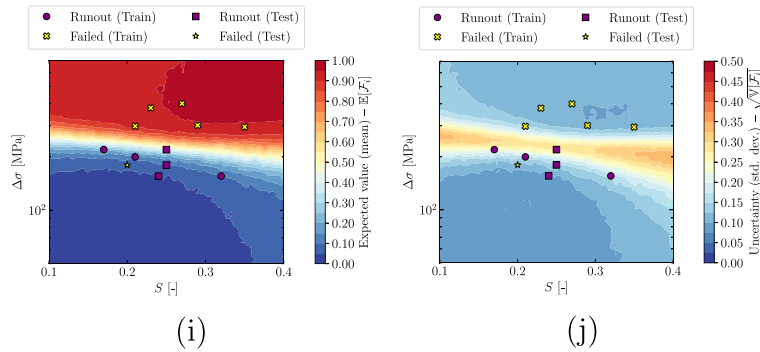 Runout (Train) Runout (Test)
Failed (Train) Failed (Test)
1.00
0.90
0.80
0.70
0.60
0.50
0.40
0.30
0.20
0.10
0.00
Expected value (mean) − 𝔼[ℱᵢ]
Δσ [MPa]
10²
0.1 0.2 0.3 0.4
S [-]
(i)
Runout (Train) Runout (Test)
Failed (Train) Failed (Test)
0.50
0.45
0.40
0.35
0.30
0.25
0.20
0.15
0.10
0.05
0.00
Uncertainty (std. dev.) − √𝕍[ℱᵢ]
Δσ [MPa]
10²
0.1 0.2 0.3 0.4
S [-]
(j)